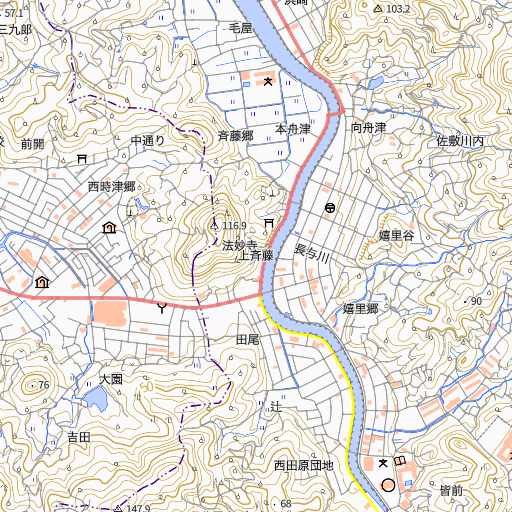 浜崎
57.1
103.2
毛屋
三九郎
斉藤郷
本舟津
向舟津
前開
中通り
佐敷川内
西時津郷
116.9
嬉里谷
法妙寺
上斉藤
長与川
90
嬉里郷
田尾
大園
76
辻
吉田
西田原団地
皆前
68
147.9